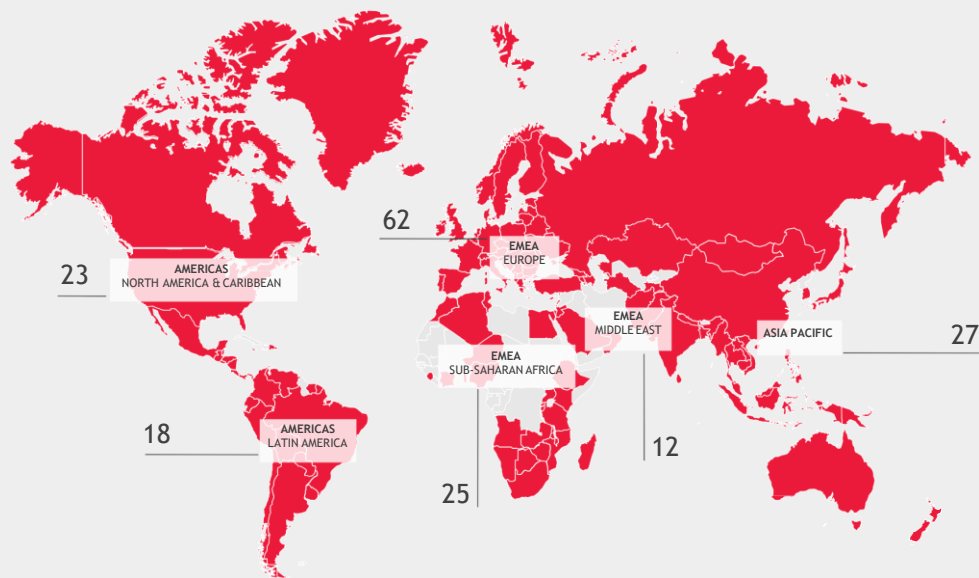 62
EMEA
EUROPE
23
AMERICAS
NORTH AMERICA & CARIBBEAN
EMEA
MIDDLE EAST
ASIA PACIFIC
27
EMEA
SUB-SAHARAN AFRICA
18
AMERICAS
LATIN AMERICA
12
25